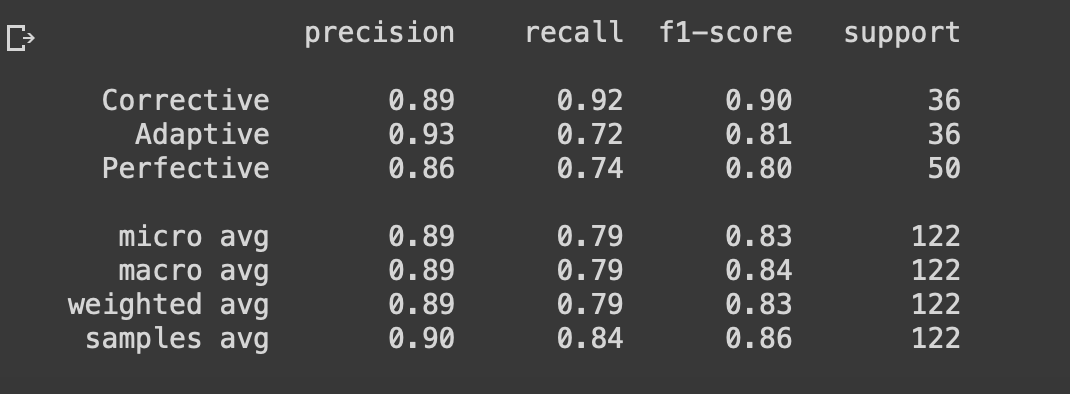 precision recall f1-score support
Corrective 0.89 0.92 0.90 36
Adaptive 0.93 0.72 0.81 36
Perfective 0.86 0.74 0.80 50
micro avg 0.89 0.79 0.83 122
macro avg 0.89 0.79 0.84 122
weighted avg 0.89 0.79 0.83 122
samples avg 0.90 0.84 0.86 122